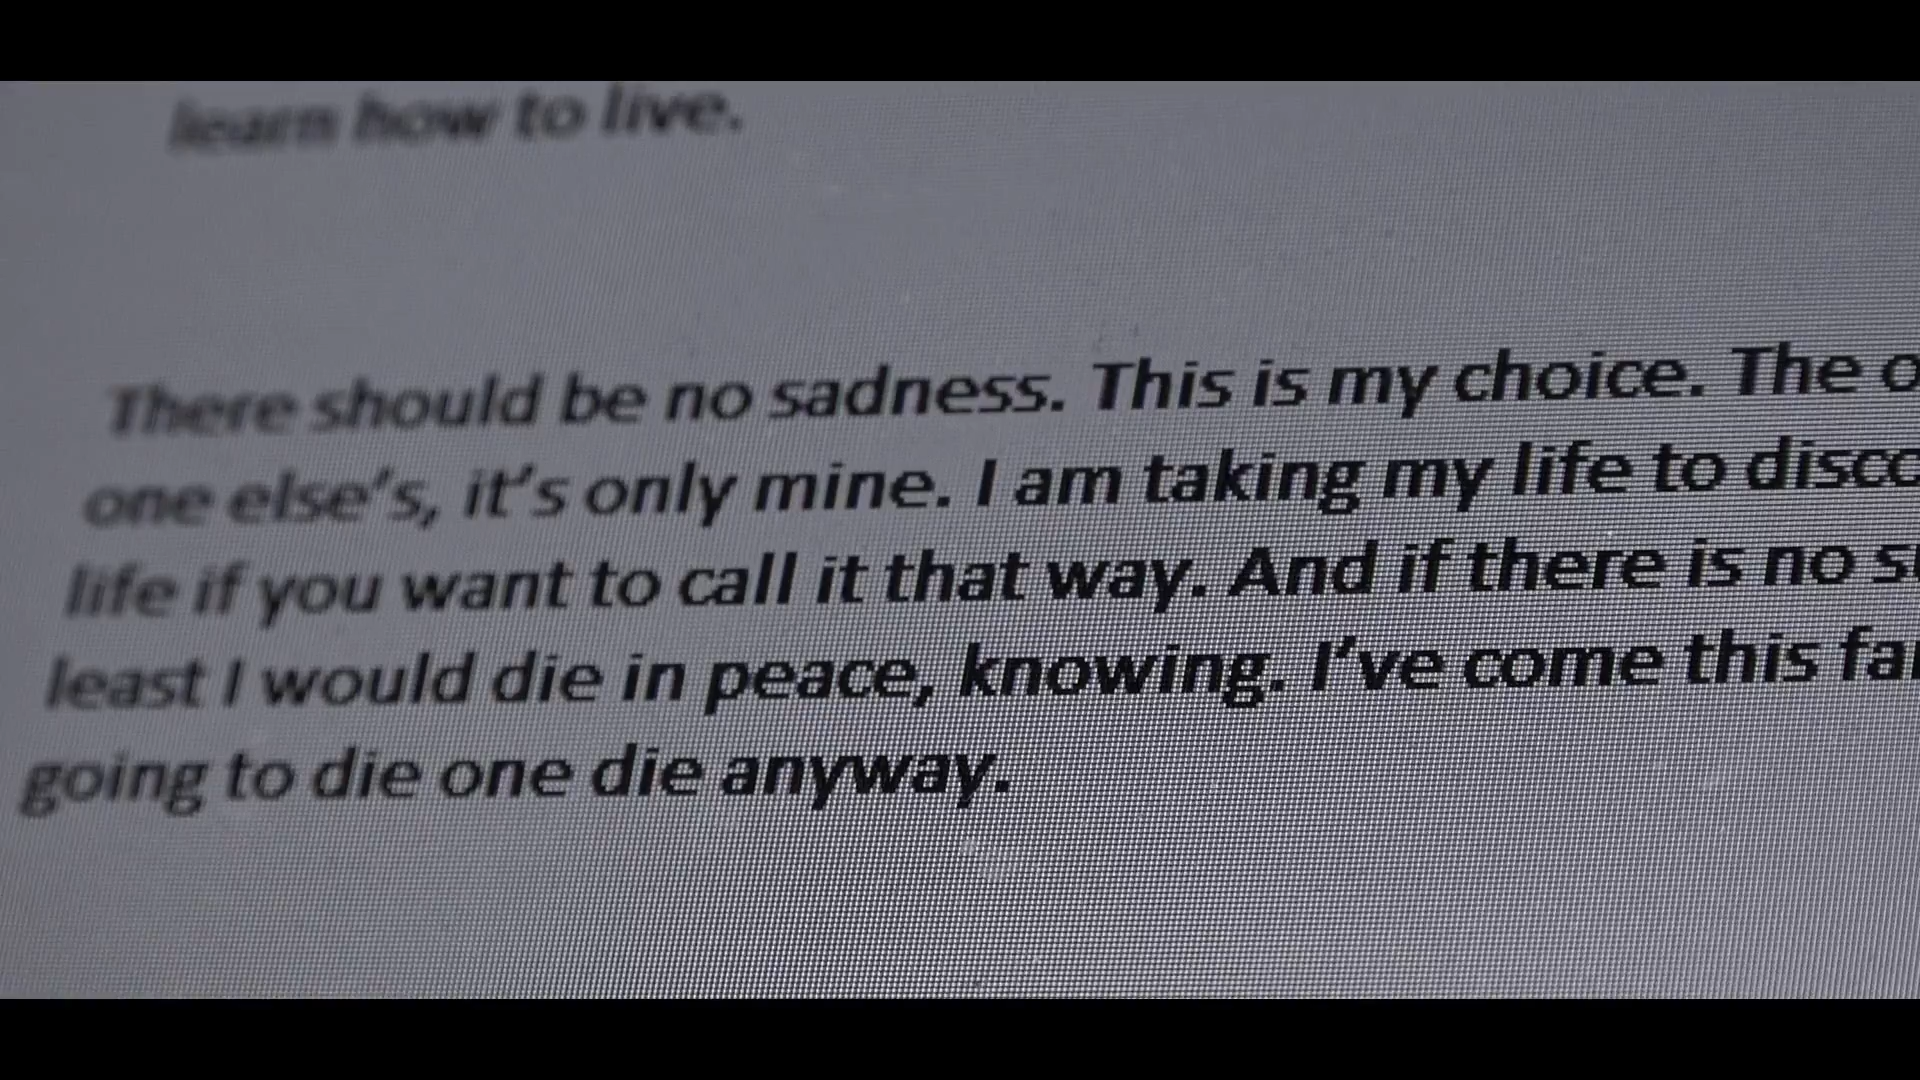 learn how to live.
There should be no sadness. This is my choice. The
one else's, it's only mine. I am taking my life to
life if you want to call it that way. And if there is no
least I would die in peace, knowing. I've come this
going to die one die anyway.